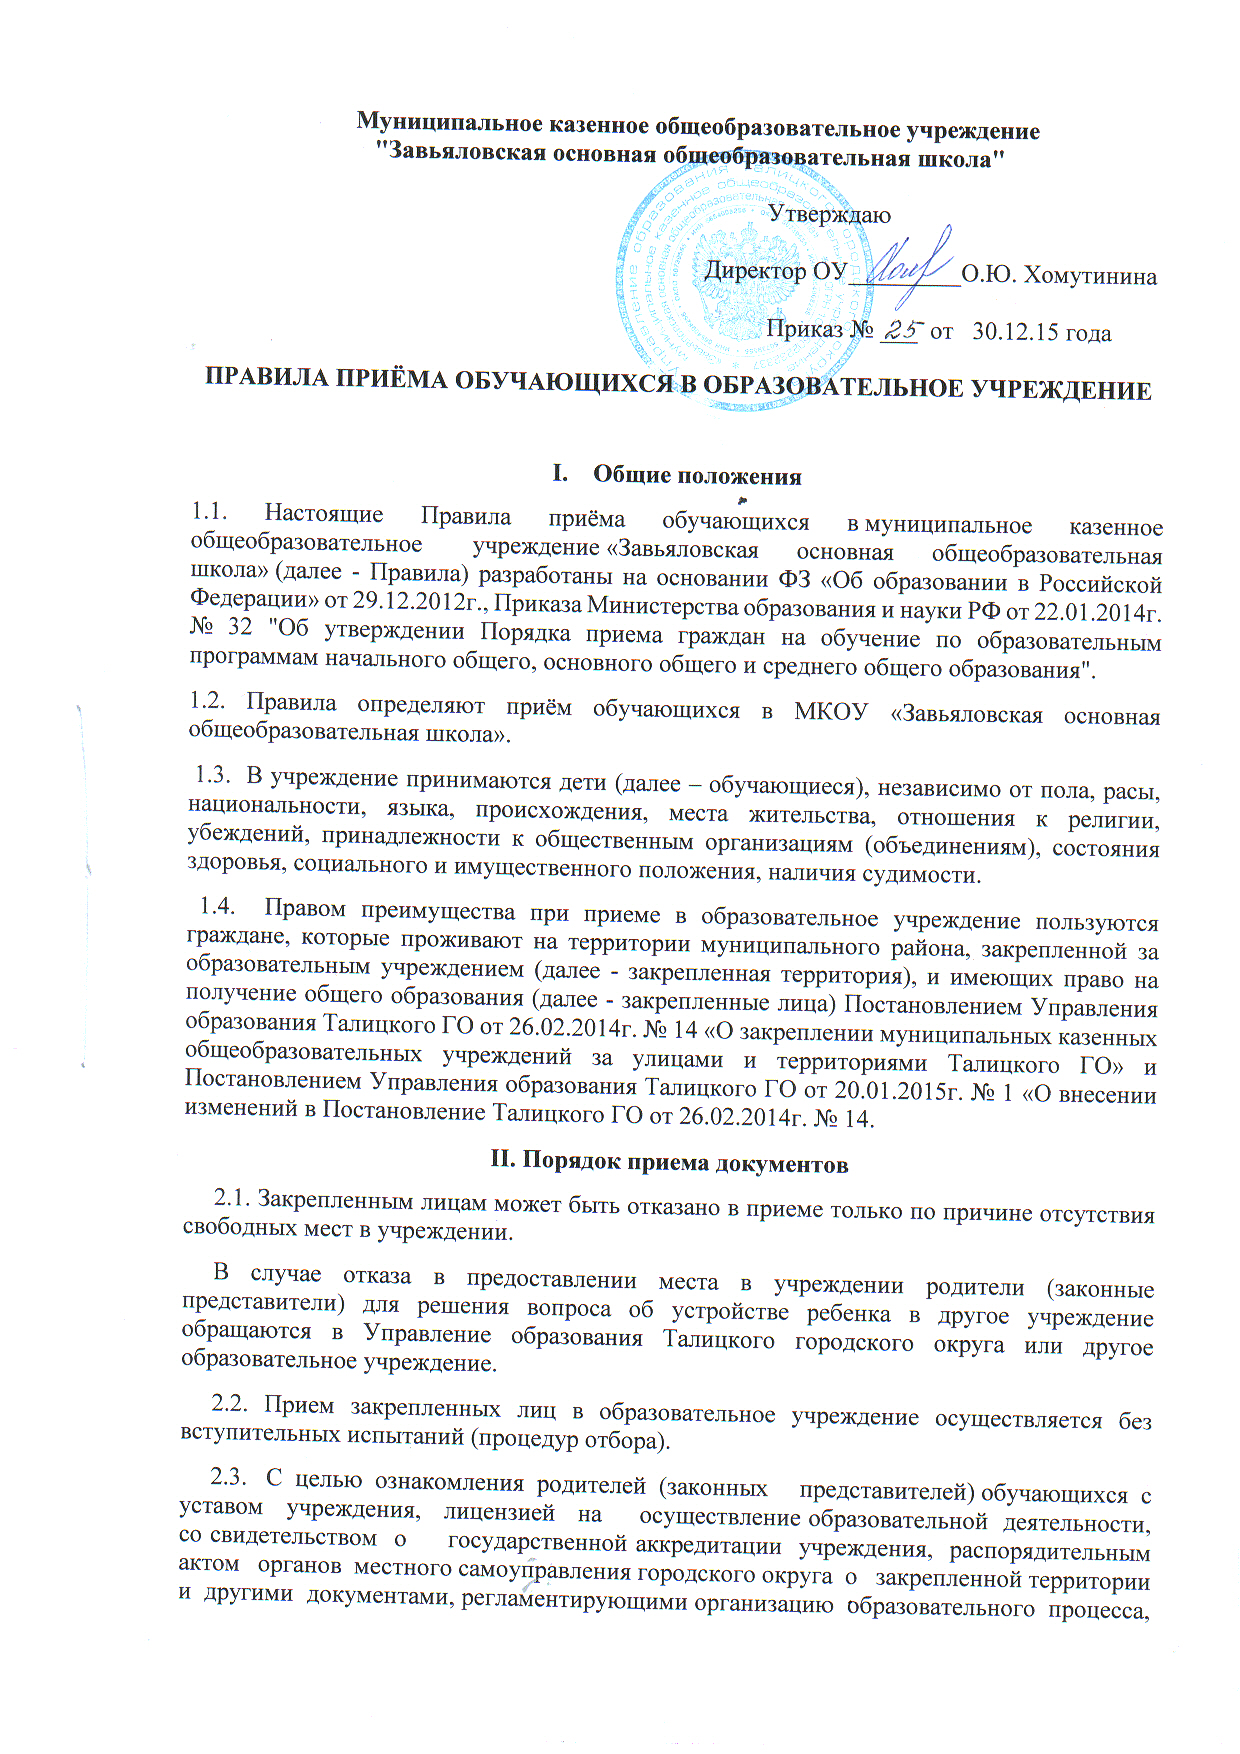 Муниципальное казенное общеобразовательное учреждение
"Завьяловская основная общеобразовательная школа"
Утверждаю
Директор ОУ_________О.Ю. Хомутинина
Приказ № 25 от 30.12.15 года
ПРАВИЛА ПРИЁМА ОБУЧАЮЩИХСЯ В ОБРАЗОВАТЕЛЬНОЕ УЧРЕЖДЕНИЕ
I. Общие положения
1.1. Настоящие Правила приёма обучающихся в муниципальное казенное
общеобразовательное учреждение «Завьяловская основная общеобразовательная
школа» (далее - Правила) разработаны на основании ФЗ «Об образовании в Российской
Федерации» от 29.12.2012г., Приказа Министерства образования и науки РФ от 22.01.2014г.
№ 32 "Об утверждении Порядка приема граждан на обучение по образовательным
программам начального общего, основного общего и среднего общего образования".
1.2. Правила определяют приём обучающихся в МКОУ «Завьяловская основная
общеобразовательная школа».
1.3. В учреждение принимаются дети (далее – обучающиеся), независимо от пола, расы,
национальности, языка, происхождения, места жительства, отношения к религии,
убеждений, принадлежности к общественным организациям (объединениям), состояния
здоровья, социального и имущественного положения, наличия судимости.
1.4. Правом преимущества при приеме в образовательное учреждение пользуются
граждане, которые проживают на территории муниципального района, закрепленной за
образовательным учреждением (далее - закрепленная территория), и имеющих право на
получение общего образования (далее - закрепленные лица) Постановлением Управления
образования Талицкого ГО от 26.02.2014г. № 14 «О закреплении муниципальных казенных
общеобразовательных учреждений за улицами и территориями Талицкого ГО» и
Постановлением Управления образования Талицкого ГО от 20.01.2015г. № 1 «О внесении
изменений в Постановление Талицкого ГО от 26.02.2014г. № 14.
II. Порядок приема документов
2.1. Закрепленным лицам может быть отказано в приеме только по причине отсутствия
свободных мест в учреждении.
В случае отказа в предоставлении места в учреждении родители (законные
представители) для решения вопроса об устройстве ребенка в другое учреждение
обращаются в Управление образования Талицкого городского округа или другое
образовательное учреждение.
2.2. Прием закрепленных лиц в образовательное учреждение осуществляется без
вступительных испытаний (процедур отбора).
2.3. С целью ознакомления родителей (законных представителей) обучающихся с
уставом учреждения, лицензией на осуществление образовательной деятельности,
со свидетельством о государственной аккредитации учреждения, распорядительным
актом органов местного самоуправления городского округа о закрепленной территории
и другими документами, регламентирующими организацию образовательного процесса,